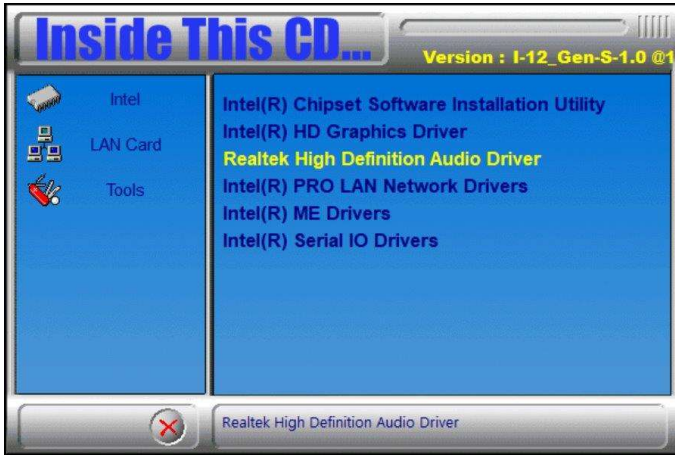 Inside This CD...
Version : I-12_Gen-S-1.0 @1
Intel
LAN Card
Tools
Intel(R) Chipset Software Installation Utility
Intel(R) HD Graphics Driver
Realtek High Definition Audio Driver
Intel(R) PRO LAN Network Drivers
Intel(R) ME Drivers
Intel(R) Serial IO Drivers
Realtek High Definition Audio Driver